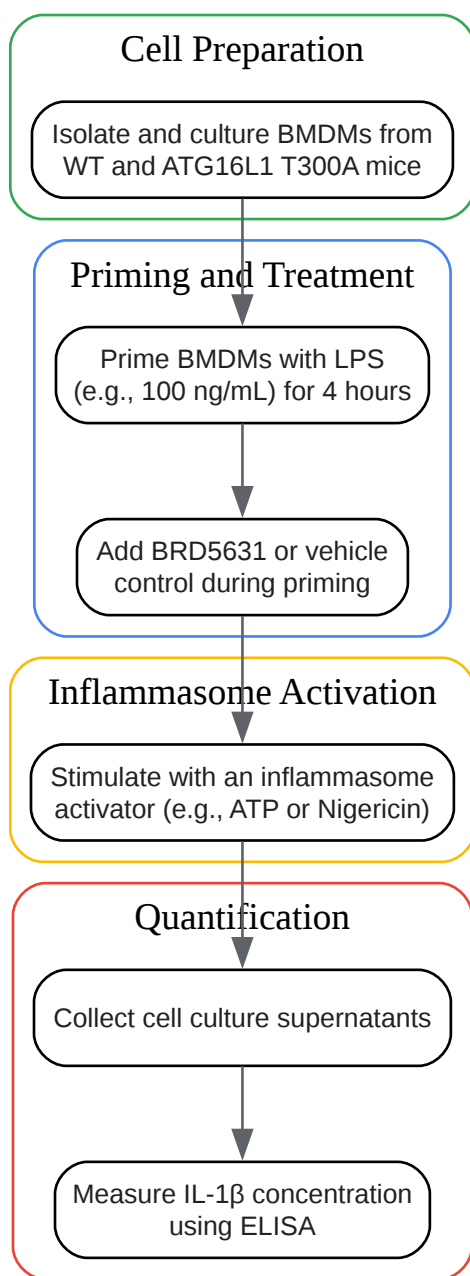 Cell Preparation
Isolate and culture BMDMs from
WT and ATG16L1 T300A mice
Priming and Treatment
Prime BMDMs with LPS
(e.g., 100 ng/mL) for 4 hours
Add BRD5631 or vehicle
control during priming
Inflammasome Activation
Stimulate with an inflammasome
activator (e.g., ATP or Nigericin)
Quantification
Collect cell culture supernatants
Measure IL-1β concentration
using ELISA